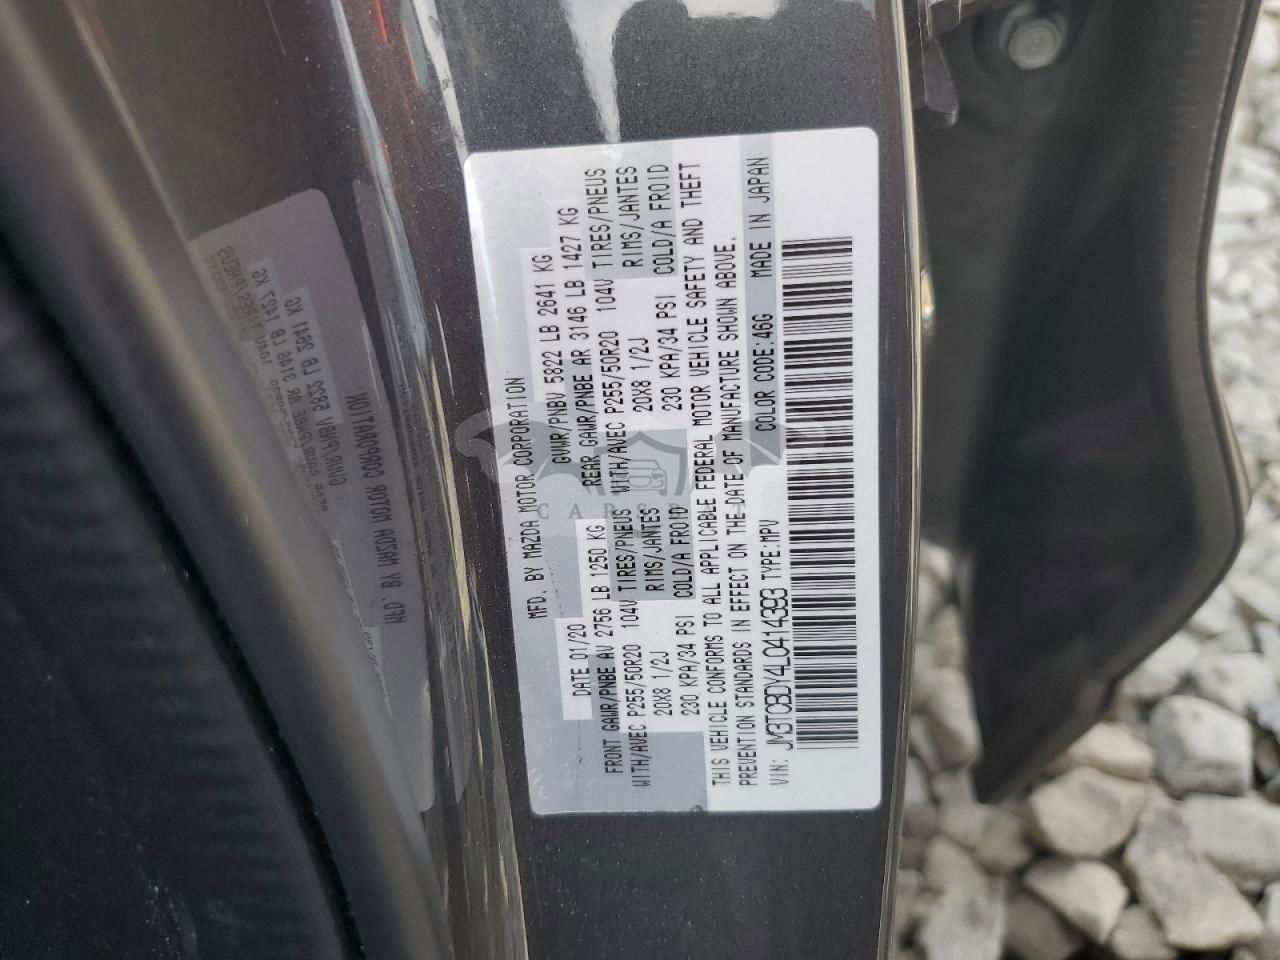 MFD. BY MAZDA MOTOR CORPORATION
DATE 01/20 GVWR/PNBV 5822 LB 2641 KG
FRONT GAWR/PNBE AV 2756 LB 1250 KG REAR GAWR/PNBE AR 3146 LB 1427 KG
WITH/AVEC P255/50R20 104V TIRES/PNEUS WITH/AVEC P255/50R20 104V TIRES/PNEUS
20X8 1/2J RIMS/JANTES 20X8 1/2J RIMS/JANTES
230 KPA/34 PSI COLD/A FROID 230 KPA/34 PSI COLD/A FROID
THIS VEHICLE CONFORMS TO ALL APPLICABLE FEDERAL MOTOR VEHICLE SAFETY AND THEFT
PREVENTION STANDARDS IN EFFECT ON THE DATE OF MANUFACTURE SHOWN ABOVE.
VIN: JM3TCBDY4L0414393 TYPE:MPV COLOR CODE:46G MADE IN JAPAN